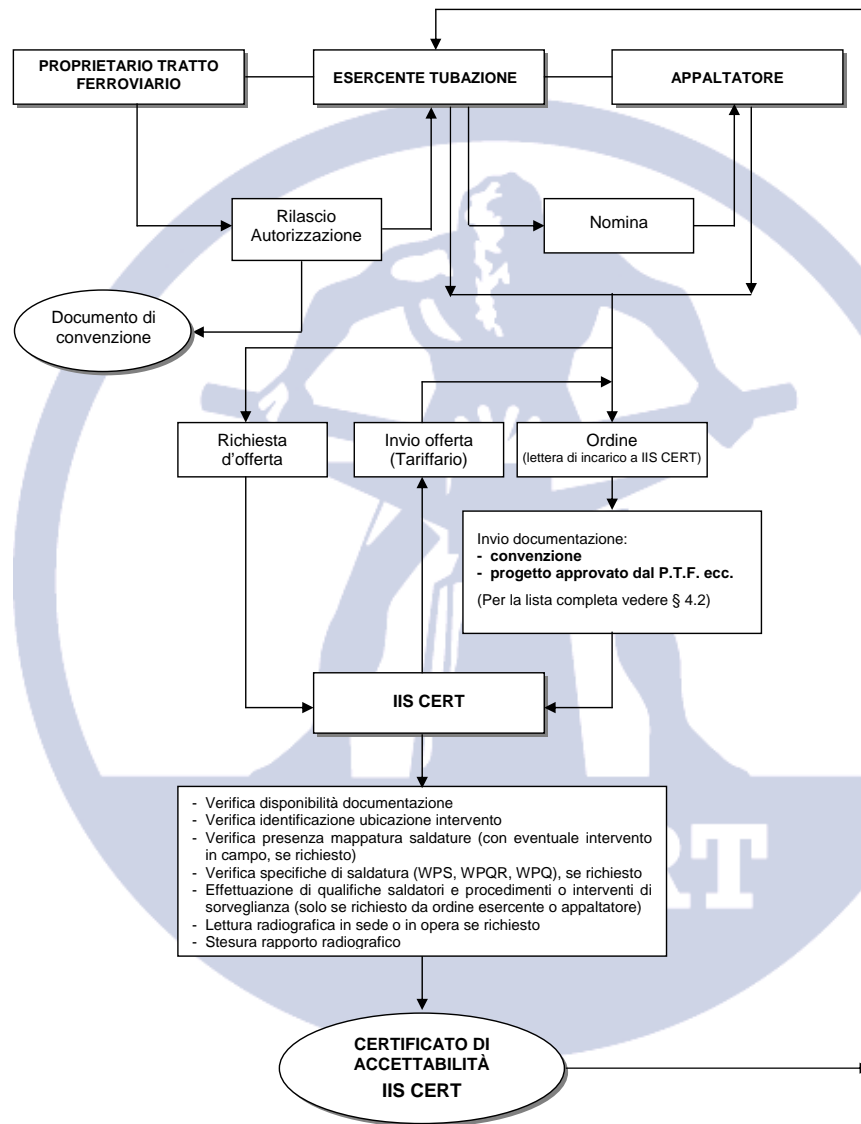 PROPRIETARIO TRATTO
FERROVIARIO
ESERCENTE TUBAZIONE
APPALTATORE
Rilascio
Autorizzazione
Nomina
Documento di
convenzione
Richiesta
d'offerta
Invio offerta
(Tariffario)
Ordine
(lettera di incarico a IIS CERT)
Invio documentazione:
- convenzione
- progetto approvato dal P.T.F. ecc.
(Per la lista completa vedere § 4.2)
IIS CERT
- Verifica disponibilità documentazione
- Verifica identificazione ubicazione intervento
- Verifica presenza mappatura saldature (con eventuale intervento
in campo, se richiesto)
- Verifica specifiche di saldatura (WPS, WPQR, WPQ), se richiesto
- Effettuazione di qualifiche saldatori e procedimenti o interventi di
sorveglianza (solo se richiesto da ordine esercente o appaltatore)
- Lettura radiografica in sede o in opera se richiesto
- Stesura rapporto radiografico
CERTIFICATO DI
ACCETTABILITÀ
IIS CERT